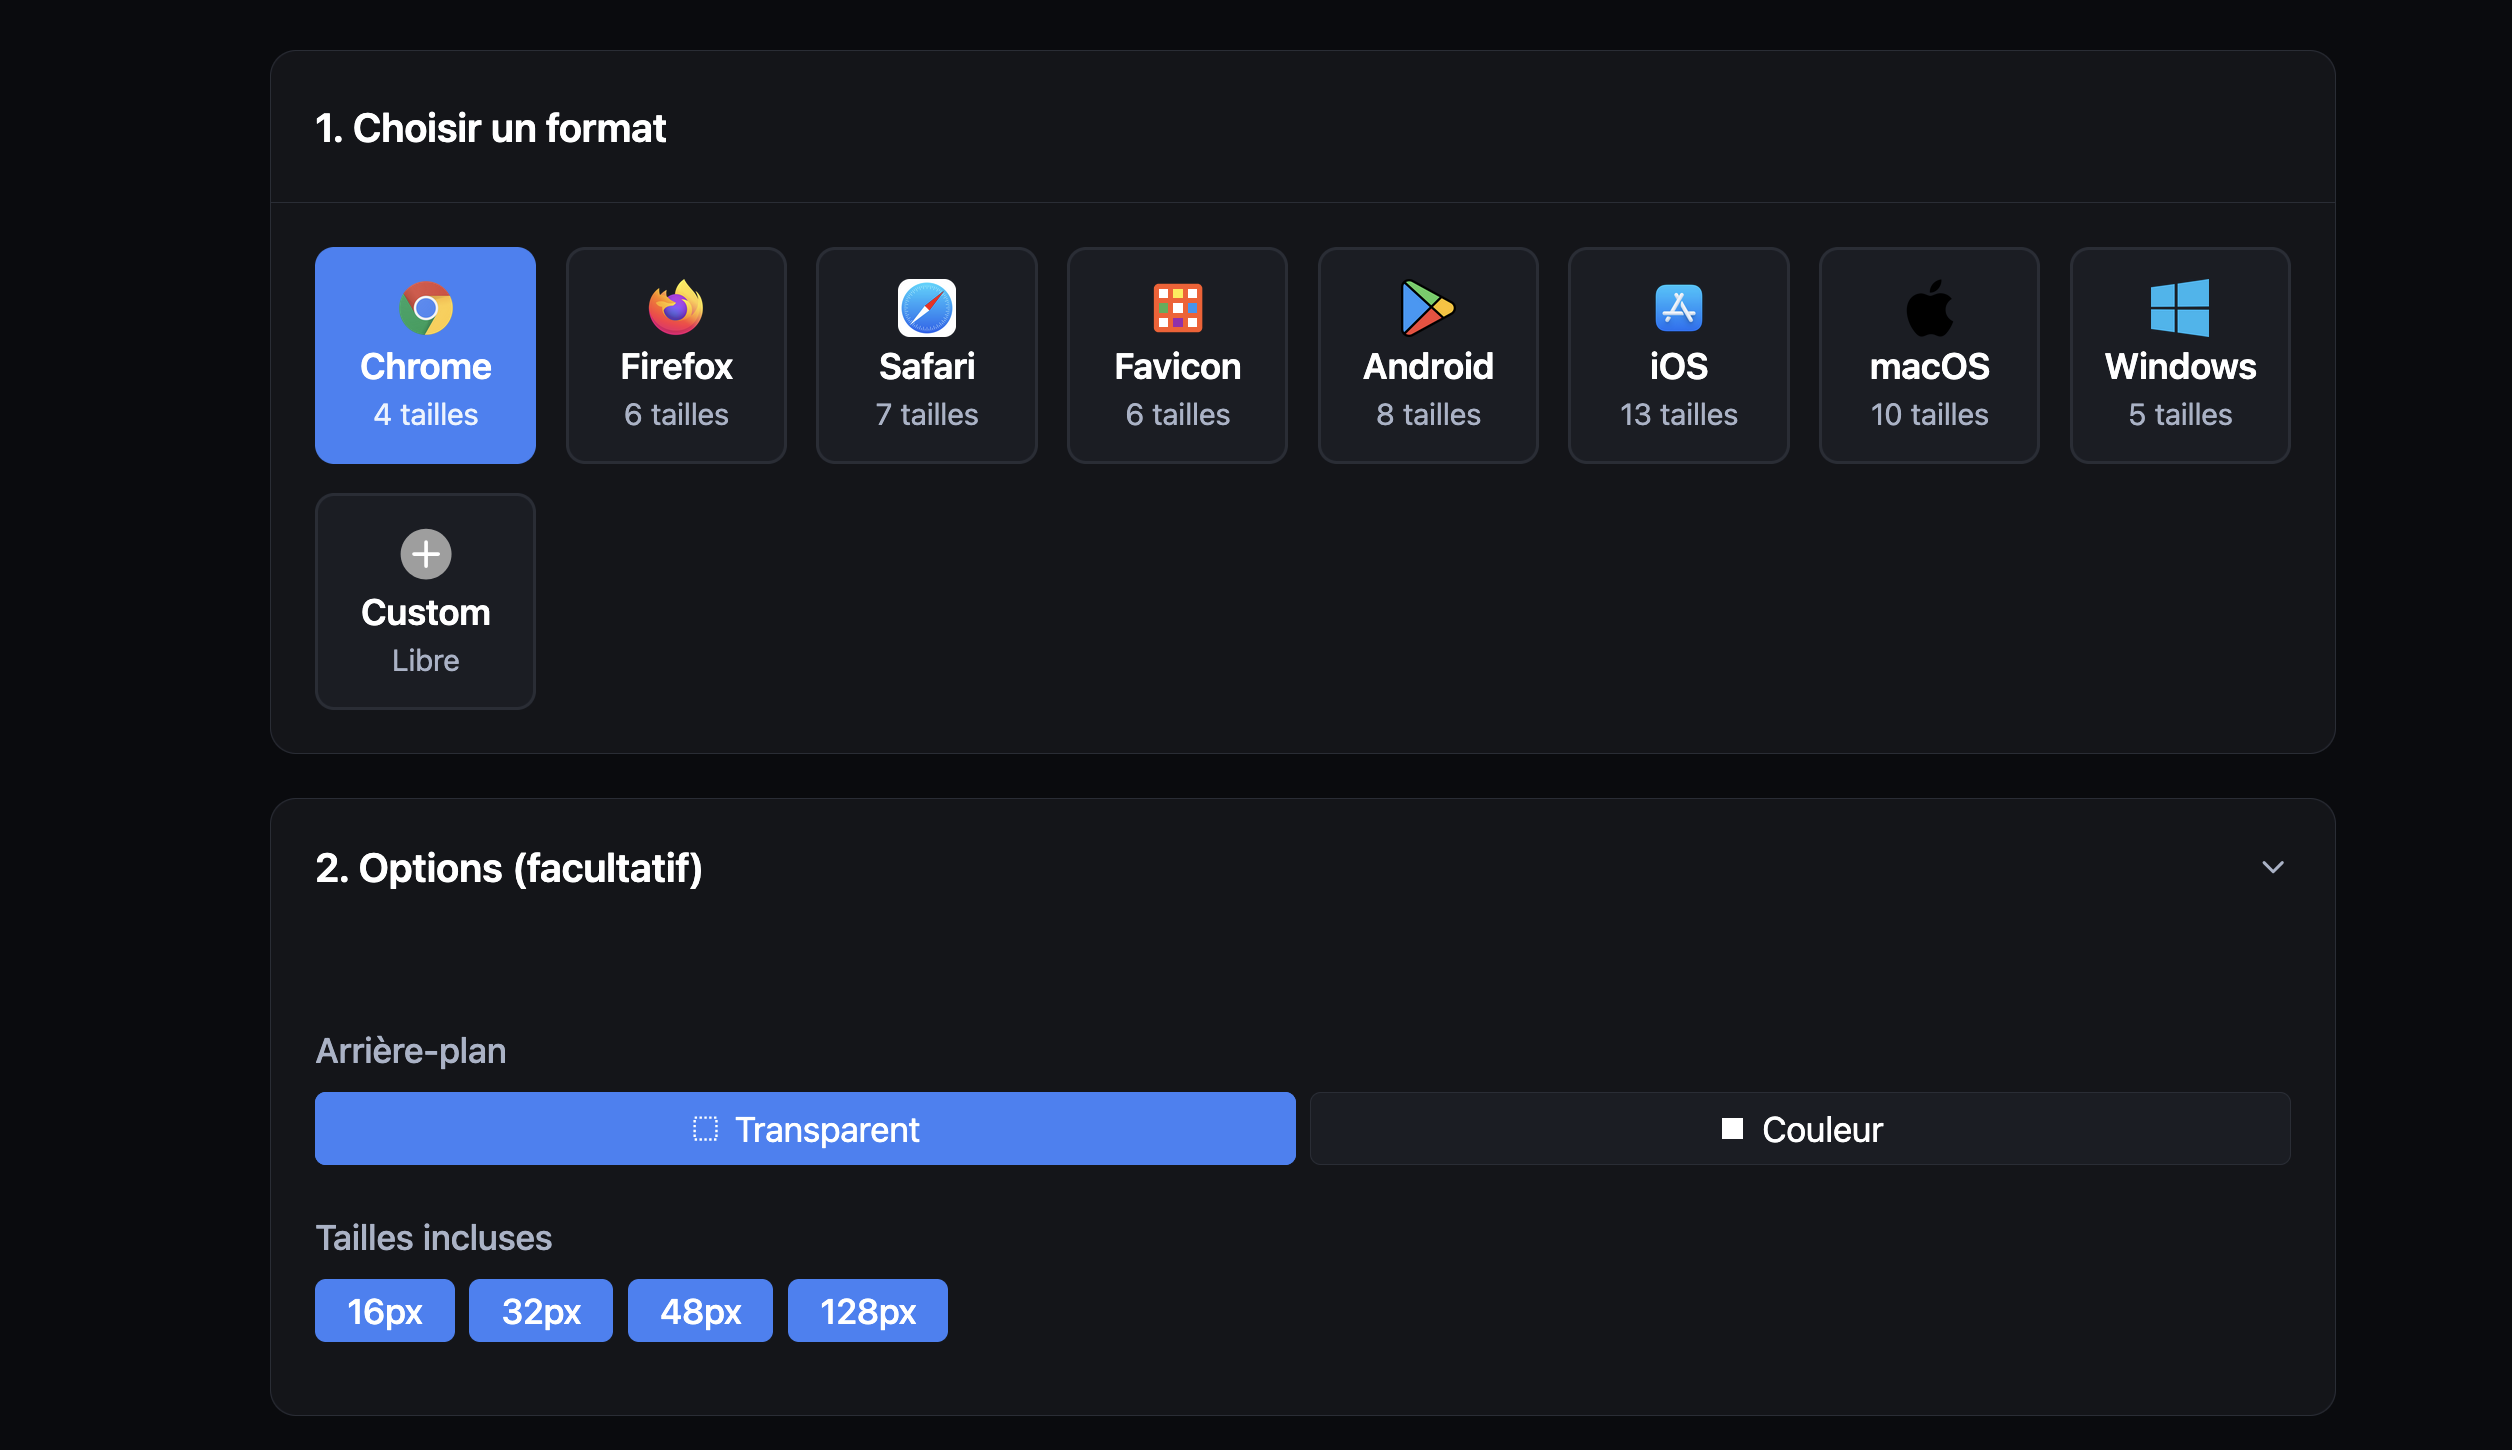 1. Choisir un format
Chrome
4 tailles
Firefox
6 tailles
Safari
7 tailles
Favicon
6 tailles
Android
8 tailles
iOS
13 tailles
macOS
10 tailles
Windows
5 tailles
Custom
Libre
2. Options (facultatif)
Arrière-plan
Transparent
Couleur
Tailles incluses
16px
32px
48px
128px